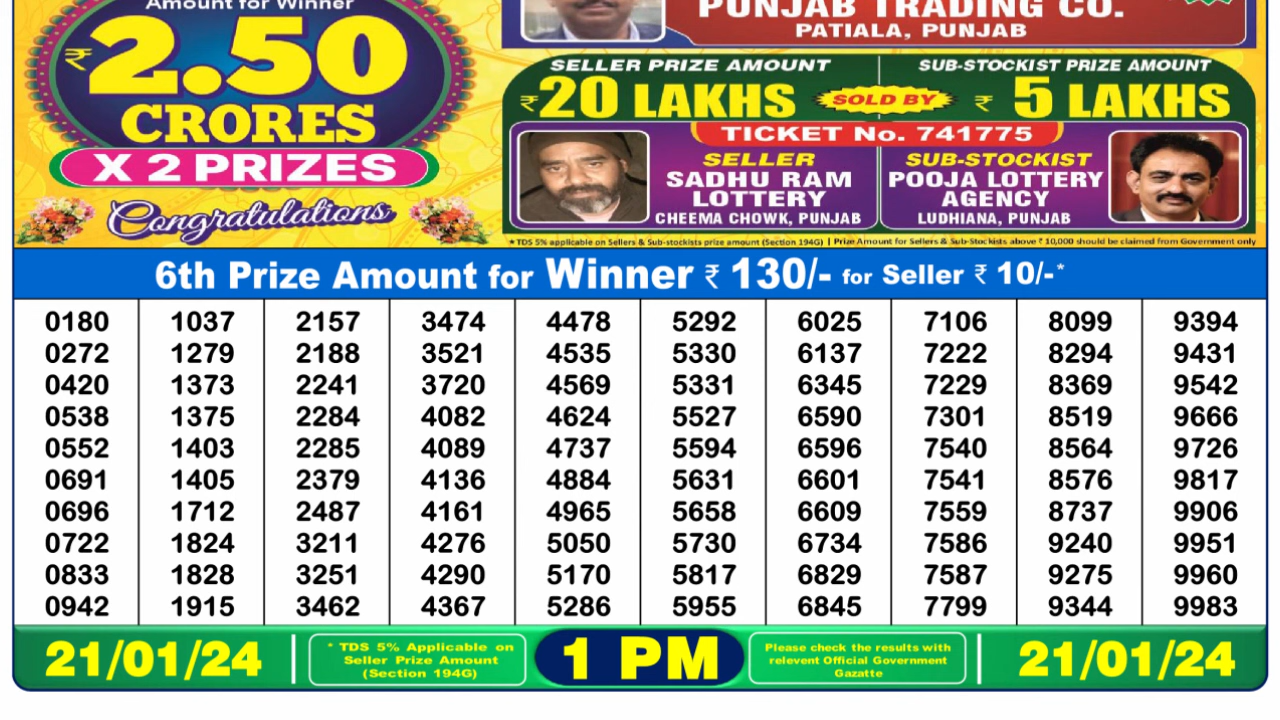 Amount for Winner
₹2.50
CRORES
X 2 PRIZES
Congratulations
PUNJAB TRADING CO.
PATIALA, PUNJAB
SELLER PRIZE AMOUNT
₹20 LAKHS
SOLD BY
SUB-STOCKIST PRIZE AMOUNT
₹ 5 LAKHS
TICKET No. 741775
SELLER
SADHU RAM
LOTTERY
CHEEMA CHOWK, PUNJAB
SUB-STOCKIST
POOJA LOTTERY
AGENCY
LUDHIANA, PUNJAB
*TDS 5% applicable on Sellers & Sub-stockists prize amount (Section 194G) | Prize Amount for Sellers & Sub-Stockists above ₹ 10,000 should be claimed from Government only
6th Prize Amount for Winner ₹ 130/- for Seller ₹ 10/-*
0180 1037 2157 3474 4478 5292 6025 7106 8099 9394
0272 1279 2188 3521 4535 5330 6137 7222 8294 9431
0420 1373 2241 3720 4569 5331 6345 7229 8369 9542
0538 1375 2284 4082 4624 5527 6590 7301 8519 9666
0552 1403 2285 4089 4737 5594 6596 7540 8564 9726
0691 1405 2379 4136 4884 5631 6601 7541 8576 9817
0696 1712 2487 4161 4965 5658 6609 7559 8737 9906
0722 1824 3211 4276 5050 5730 6734 7586 9240 9951
0833 1828 3251 4290 5170 5817 6829 7587 9275 9960
0942 1915 3462 4367 5286 5955 6845 7799 9344 9983
21/01/24
* TDS 5% Applicable on
Seller Prize Amount
(Section 194G)
1 PM
Please check the results with
relevent Official Government
Gazatte
21/01/24